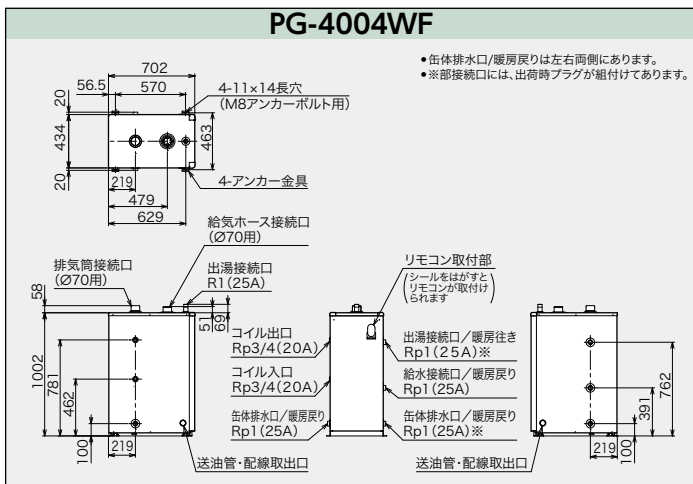 PG-4004WF
●缶体排水口/暖房戻りは左右両側にあります。
●※部接続口には、出荷時プラグが組付けてあります。
702
56.5
570
4-11×14長穴
(M8アンカーボルト用)
20
434
20
463
219
4-アンカー金具
479
629
給気ホース接続口
(Ø70用)
排気筒接続口
(Ø70用)
出湯接続口
R1(25A)
リモコン取付部
(シールをはがすと
リモコンが取付け
られます)
58
51
69
1002
781
462
100
219
コイル出口
Rp3/4(20A)
コイル入口
Rp3/4(20A)
缶体排水口/暖房戻り
Rp1(25A)
出湯接続口/暖房往き
Rp1(25A)※
給水接続口/暖房戻り
Rp1(25A)
缶体排水口/暖房戻り
Rp1(25A)※
762
391
100
219
送油管・配線取出口
送油管・配線取出口